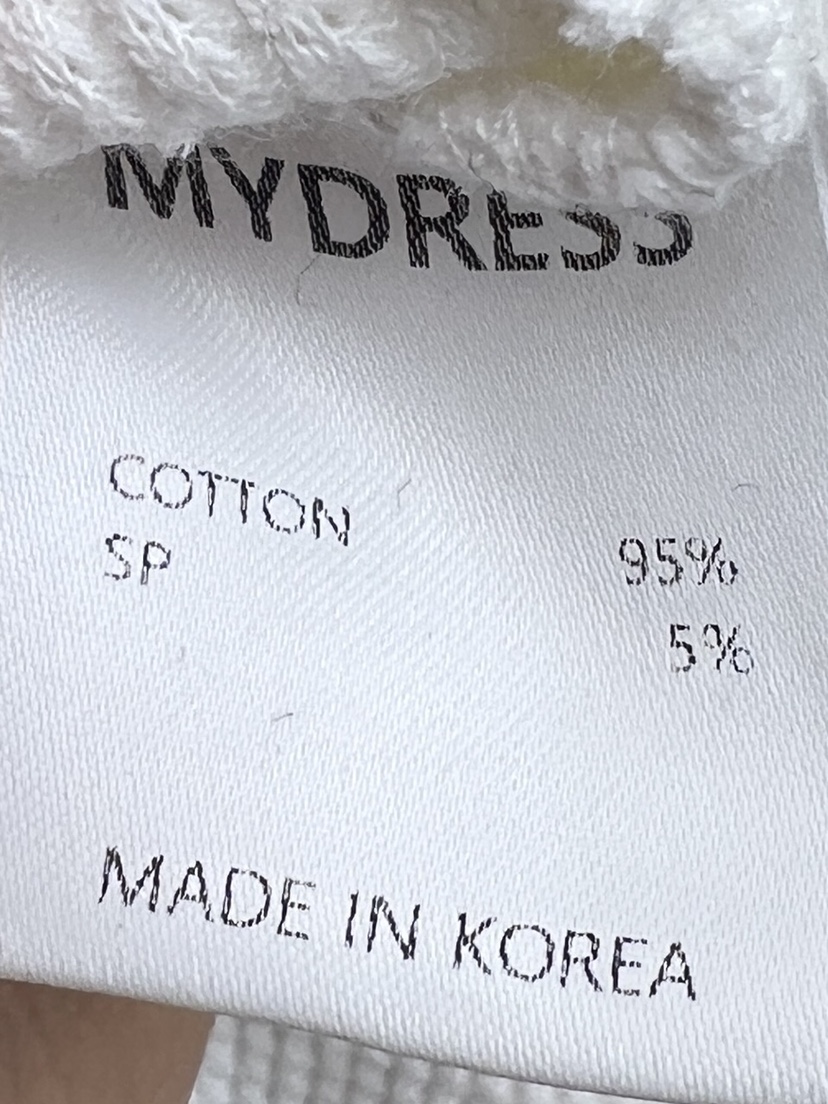 MYDRESS
COTTON 95%
SP 5%
MADE IN KOREA